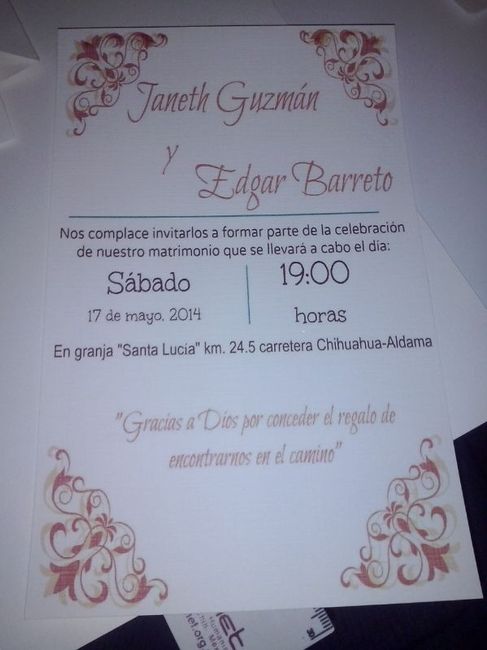 Janeth Guzmán
y
Edgar Barreto
Nos complace invitarlos a formar parte de la celebración
de nuestro matrimonio que se llevará a cabo el día:
Sábado
19:00
17 de mayo, 2014
horas
En granja "Santa Lucía" km. 24.5 carretera Chihuahua-Aldama
"Gracias a Dios por conceder el regalo de
encontrarnos en el camino"